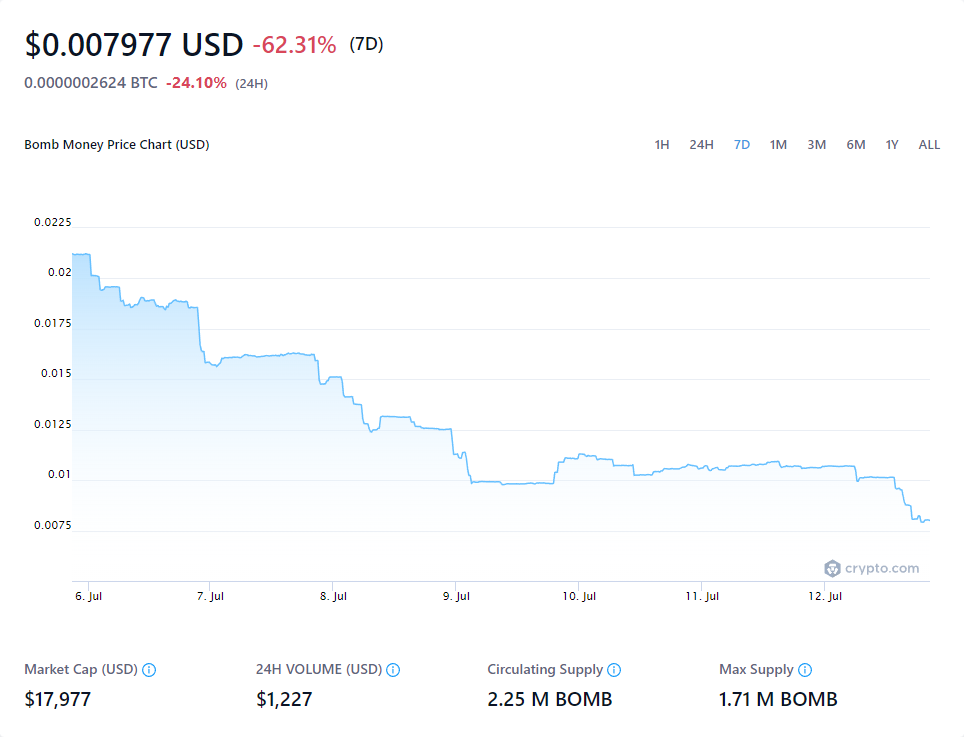 $0.007977 USD -62.31% (7D)
0.0000002624 BTC -24.10% (24H)
Bomb Money Price Chart (USD) 1H 24H 7D 1M 3M 6M 1Y ALL
0.0225
0.02
0.0175
0.015
0.0125
0.01
0.0075
crypto.com
6. Jul 7. Jul 8. Jul 9. Jul 10. Jul 11. Jul 12. Jul
Market Cap (USD) 24H VOLUME (USD) Circulating Supply Max Supply
$17,977 $1,227 2.25 M BOMB 1.71 M BOMB